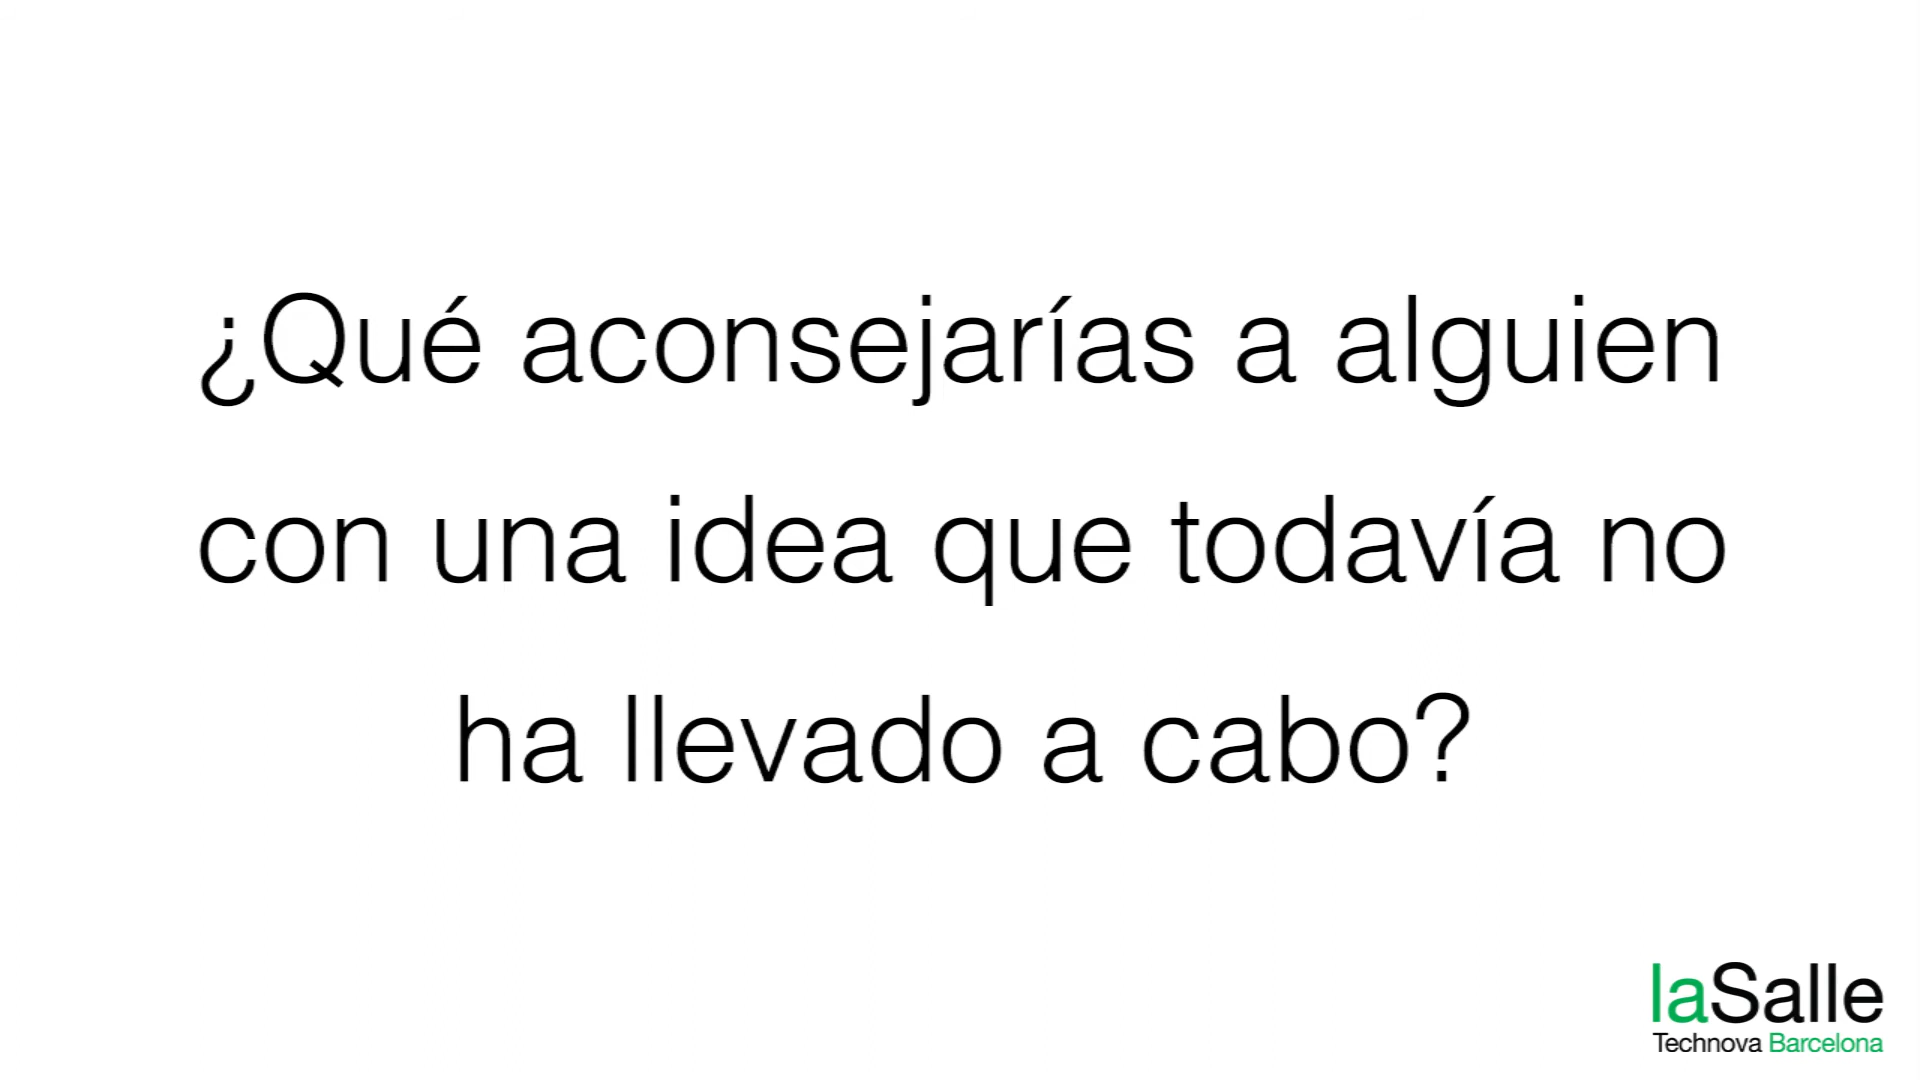 ¿Qué aconsejarías a alguien
con una idea que todavía no
ha llevado a cabo?
laSalle
Technova Barcelona